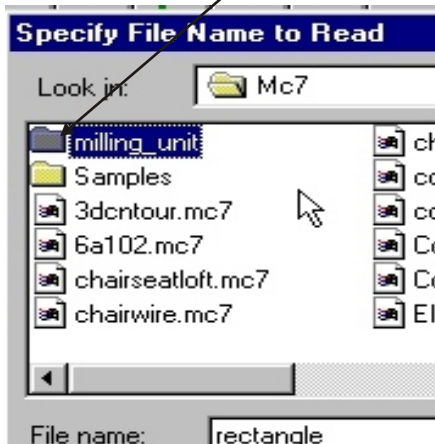 Specify File Name to Read
Look in: Mc7
milling_unit
Samples
3dcntour.mc7
6a102.mc7
chairseatloft.mc7
chairwire.mc7
File name: rectangle